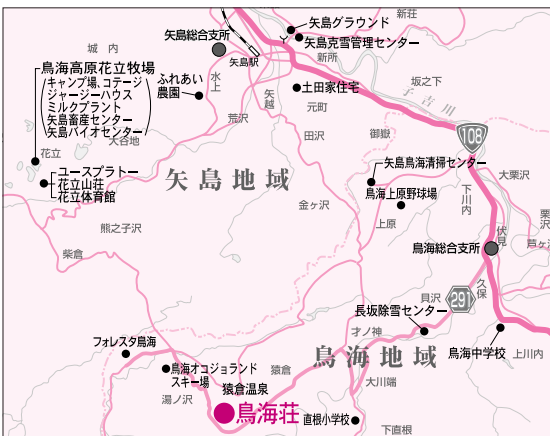 新荘
矢島グラウンド
城内
矢島総合支所
矢島克雪管理センター
新所
矢島駅
鳥海高原花立牧場
キャンプ場、コテージ
ジャージーハウス
ミルクプラント
矢島畜産センター
矢島バイオセンター
ふれあい
農園
水上
矢越
土田家住宅
元町
坂之下
子吉川
荒沢
田沢
大谷地
御嶽
108
花立
ユースプラトー
花立山荘
花立体育館
矢島地域
矢島鳥海清掃センター
鳥海上原野球場
大栗沢
下川内
栗沢
金ヶ沢
上原
熊之子沢
伏見
芦ヶ
柴倉
鳥海総合支所
久保
貝沢
291
長坂除雪センター
才ノ神
フォレスタ鳥海
鳥海地域
鳥海中学校
上川内
鳥海オコジョランド
スキー場
猿倉
猿倉温泉
大川端
湯ノ沢
鳥海荘
直根小学校
下直根